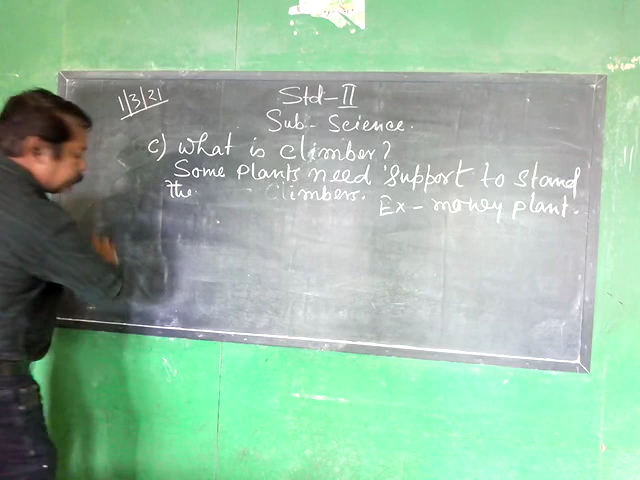 1/3/21
Std-II
Sub-Science.
c) What is climber?
Some plants need support to stand
the climbers. Ex - money plant.